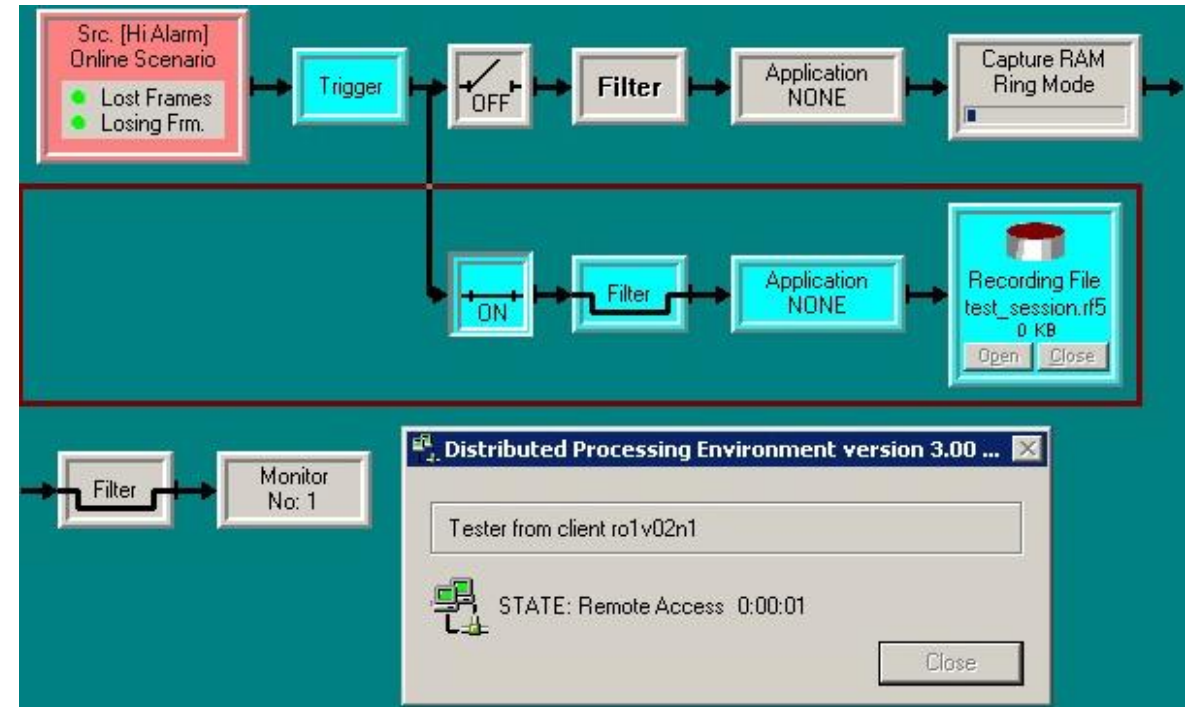 Src. [Hi Alarm]
Online Scenario
Lost Frames
Losing Frm.
Trigger
OFF
Filter
Application
NONE
Capture RAM
Ring Mode
ON
Filter
Application
NONE
Recording File
test_session.rf5
0 KB
Open
Close
Filter
Monitor
No: 1
Distributed Processing Environment version 3.00 ...
Tester from client ro1v02n1
STATE: Remote Access 0:00:01
Close